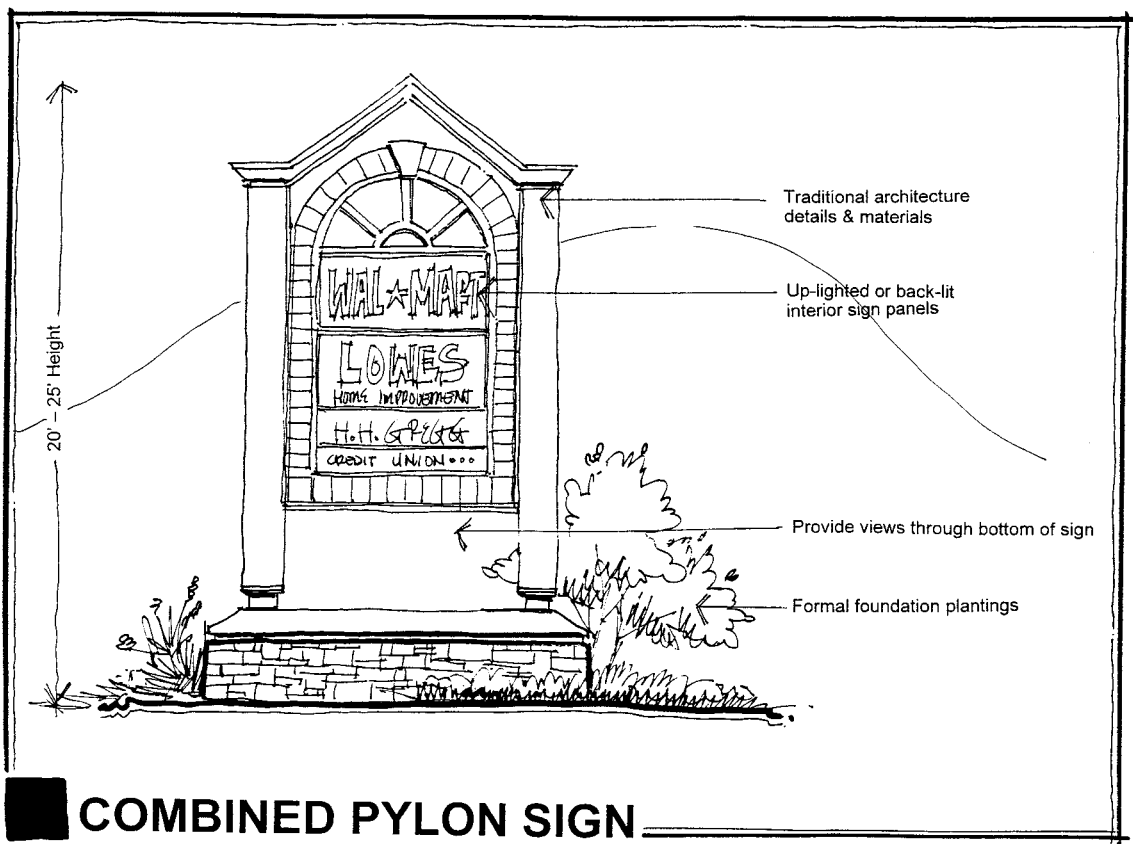 20' – 25' Height
Traditional architecture
details & materials
WAL☆MART
Up-lighted or back-lit
interior sign panels
LOWES
HOME IMPROVEMENT
H.H. GREGG
CREDIT UNION...
Provide views through bottom of sign
Formal foundation plantings
COMBINED PYLON SIGN